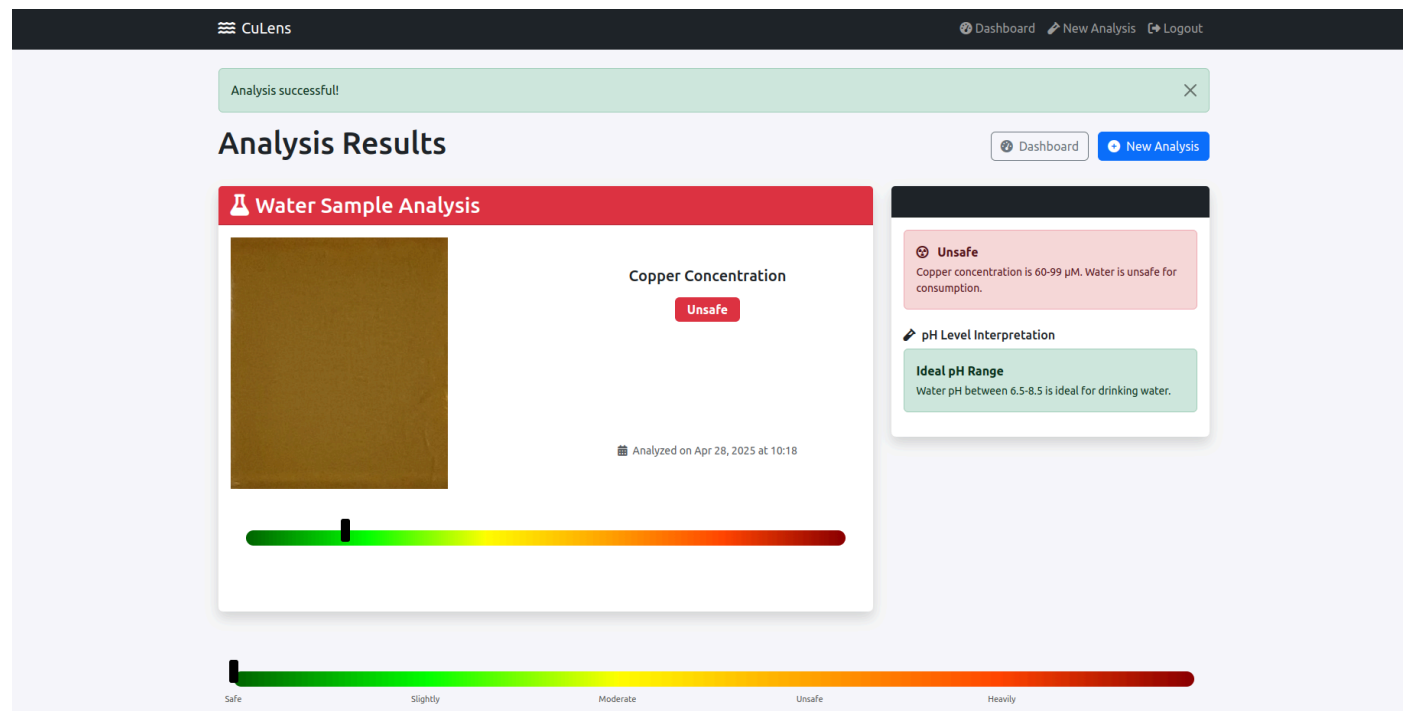 CuLens
Dashboard New Analysis Logout
Analysis successful!
Analysis Results
Dashboard New Analysis
Water Sample Analysis
Copper Concentration
Unsafe
Analyzed on Apr 28, 2025 at 10:18
Unsafe
Copper concentration is 60-99 µM. Water is unsafe for
consumption.
pH Level Interpretation
Ideal pH Range
Water pH between 6.5-8.5 is ideal for drinking water.
Safe Slightly Moderate Unsafe Heavily